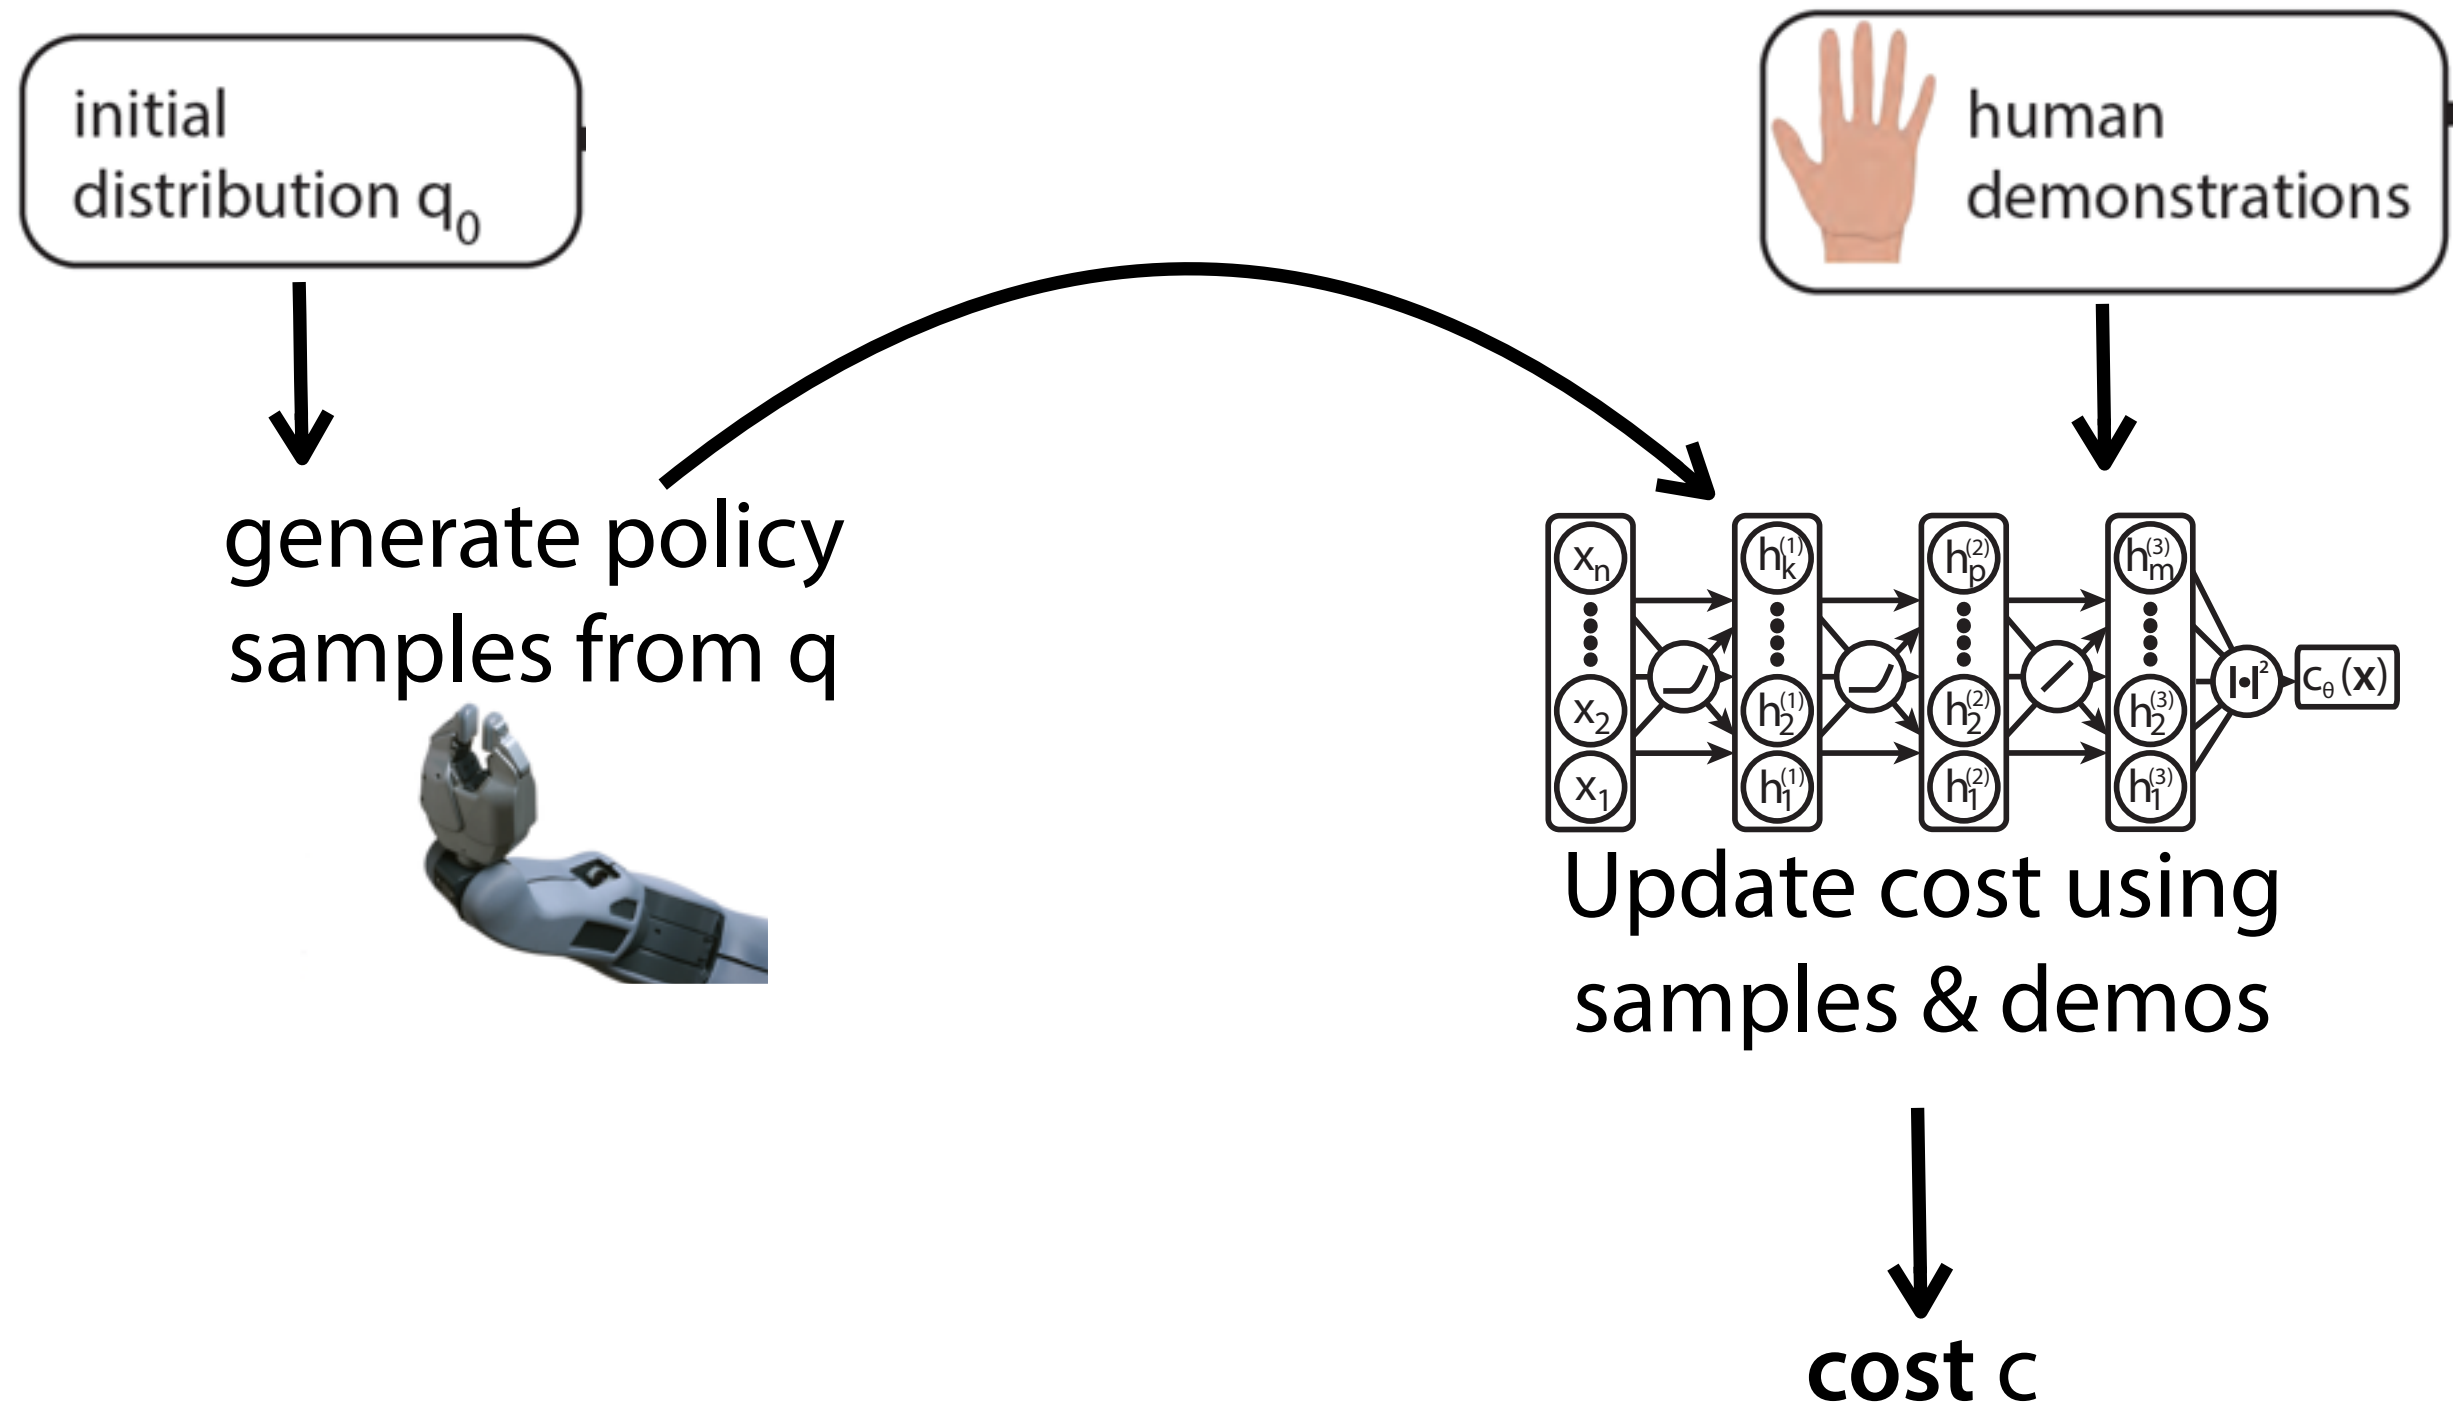 initial
distribution q₀
human
demonstrations
generate policy
samples from q
xₙ
x₂
x₁
hₖ⁽¹⁾
h₂⁽¹⁾
h₁⁽¹⁾
hₚ⁽²⁾
h₂⁽²⁾
h₁⁽²⁾
hₘ⁽³⁾
h₂⁽³⁾
h₁⁽³⁾
|•|²
c_θ(x)
Update cost using
samples & demos
cost c